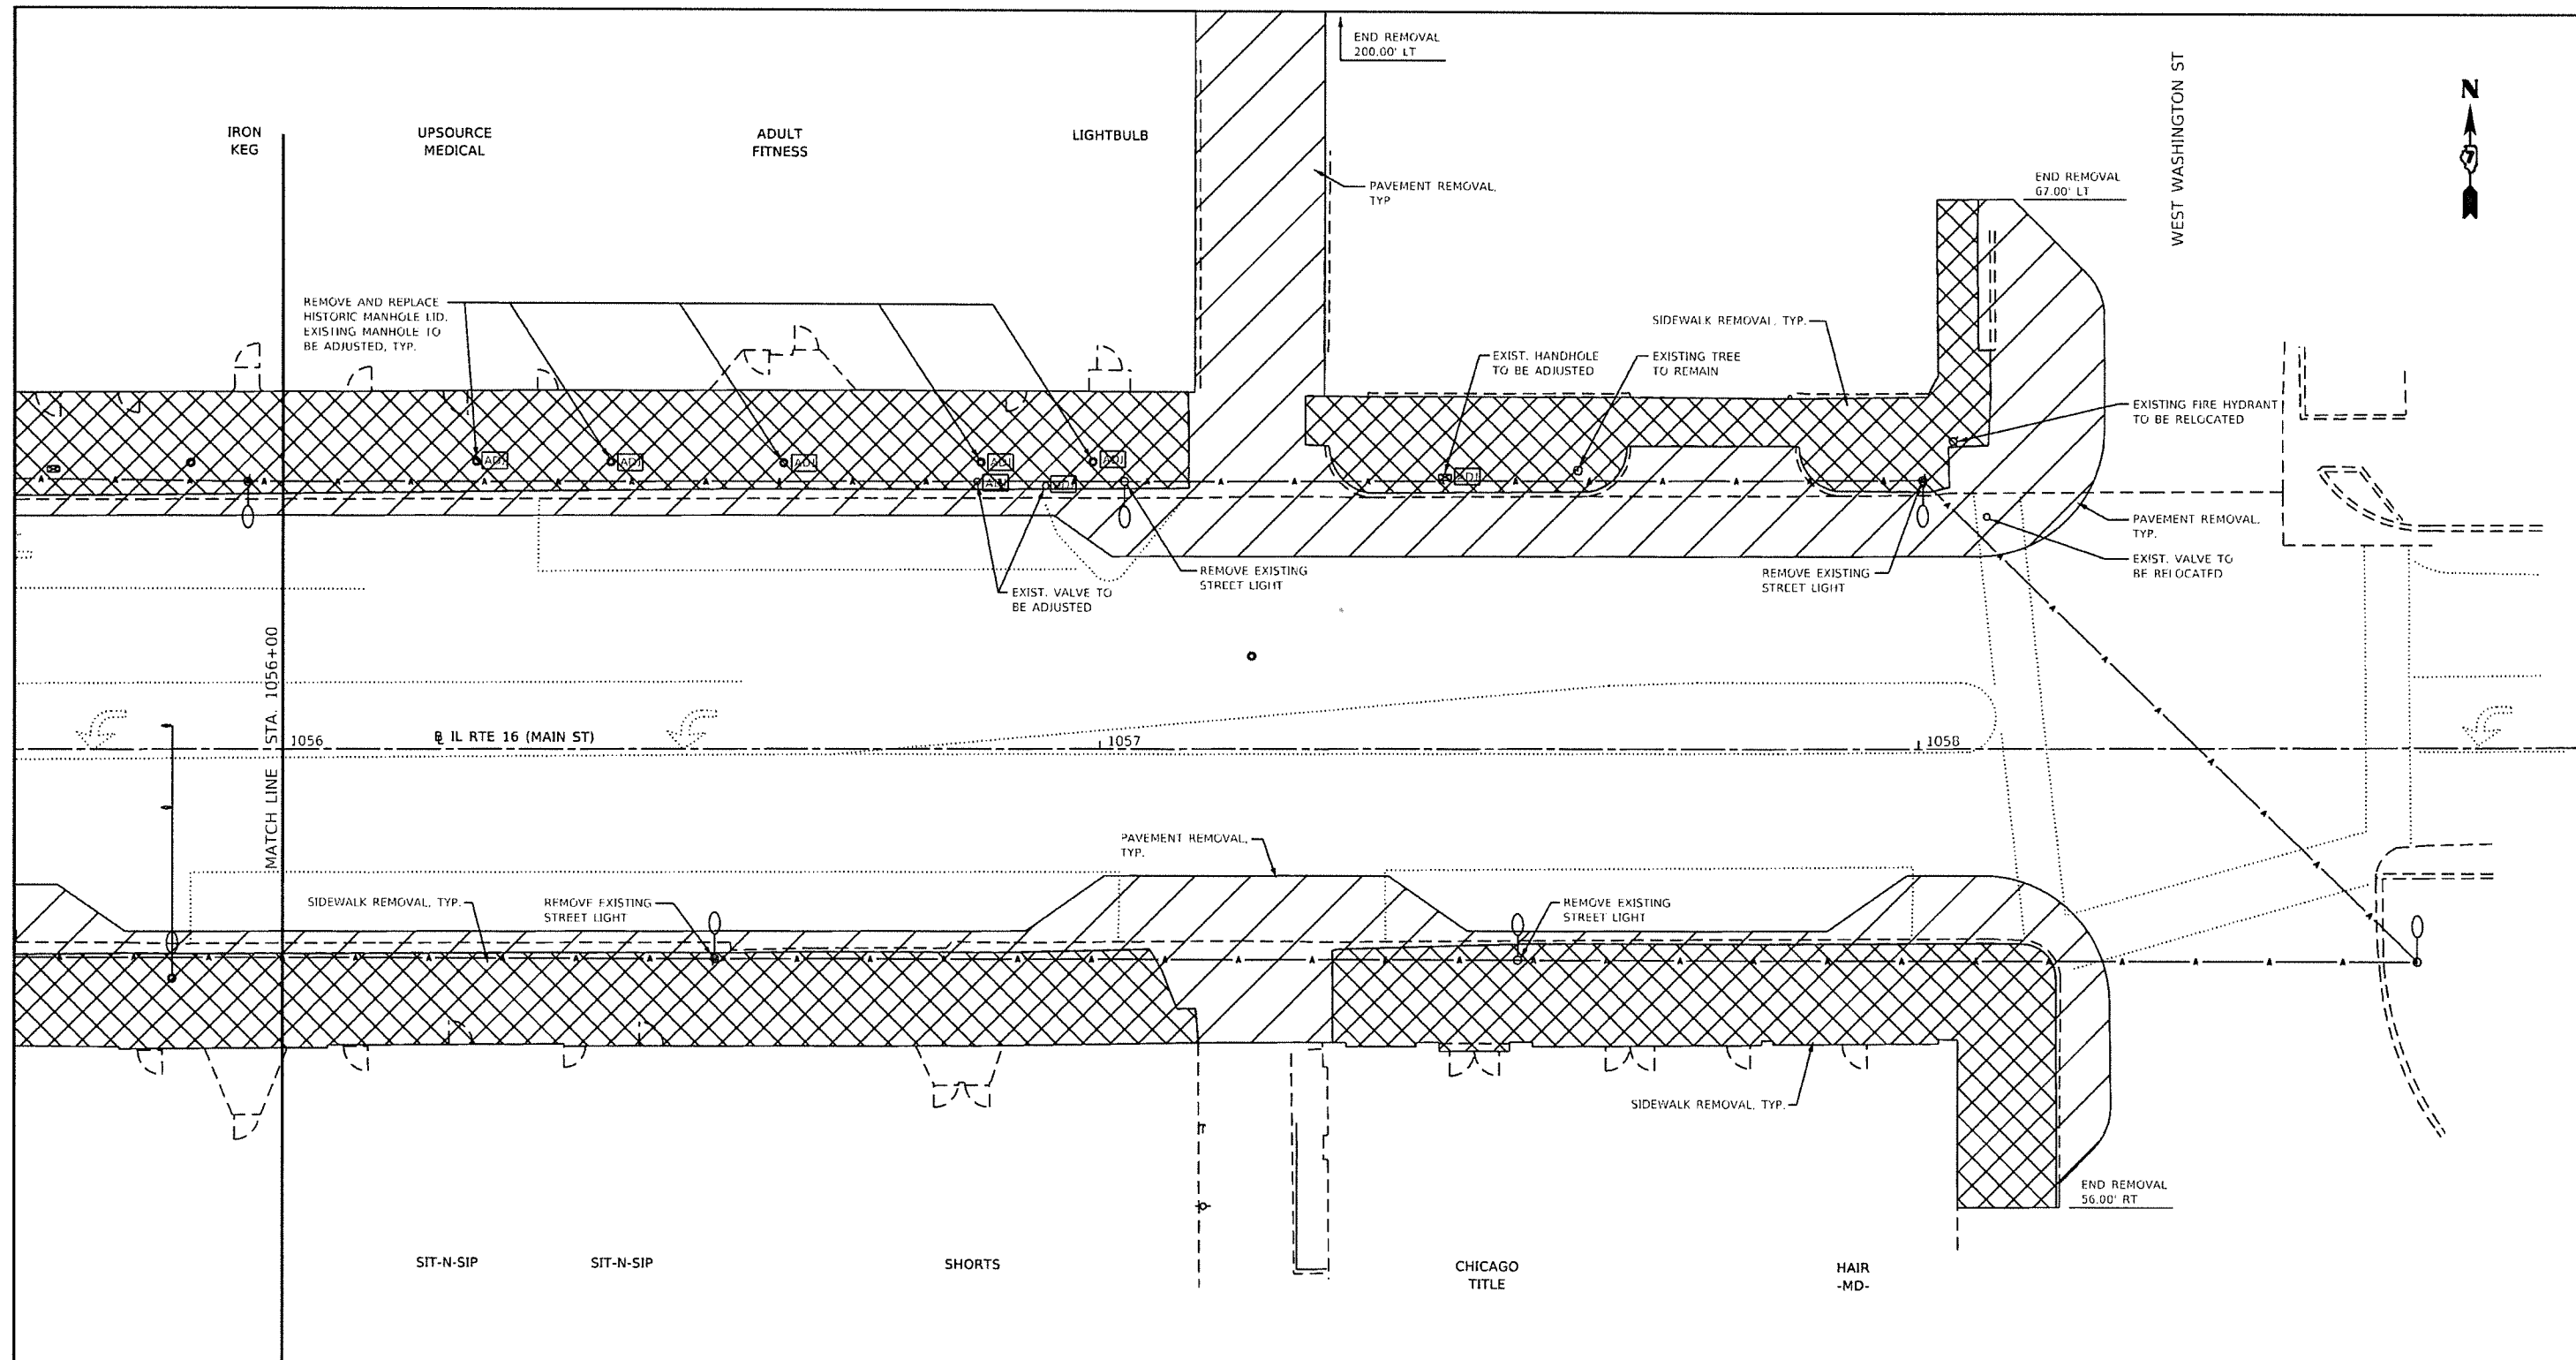 END REMOVAL
200.00' LT
WEST WASHINGTON ST
N
7
IRON
KEG
UPSOURCE
MEDICAL
ADULT
FITNESS
LIGHTBULB
PAVEMENT REMOVAL,
TYP
END REMOVAL
67.00' LT
REMOVE AND REPLACE
HISTORIC MANHOLE LID.
EXISTING MANHOLE TO
BE ADJUSTED, TYP.
SIDEWALK REMOVAL, TYP.
EXIST. HANDHOLE
TO BE ADJUSTED
EXISTING TREE
TO REMAIN
EXISTING FIRE HYDRANT
TO BE RELOCATED
ADJ
ADJ
ADJ
ADJ
ADJ
ADJ
ADJ
ADJ
PAVEMENT REMOVAL,
TYP.
EXIST. VALVE TO
BE RELOCATED
REMOVE EXISTING
STREET LIGHT
REMOVE EXISTING
STREET LIGHT
EXIST. VALVE TO
BE ADJUSTED
MATCH LINE STA. 1056+00
1056
℄ IL RTE 16 (MAIN ST)
1057
1058
PAVEMENT REMOVAL,
TYP.
SIDEWALK REMOVAL, TYP.
REMOVE EXISTING
STREET LIGHT
REMOVE EXISTING
STREET LIGHT
SIDEWALK REMOVAL, TYP.
END REMOVAL
56.00' RT
SIT-N-SIP
SIT-N-SIP
SHORTS
CHICAGO
TITLE
HAIR
-MD-